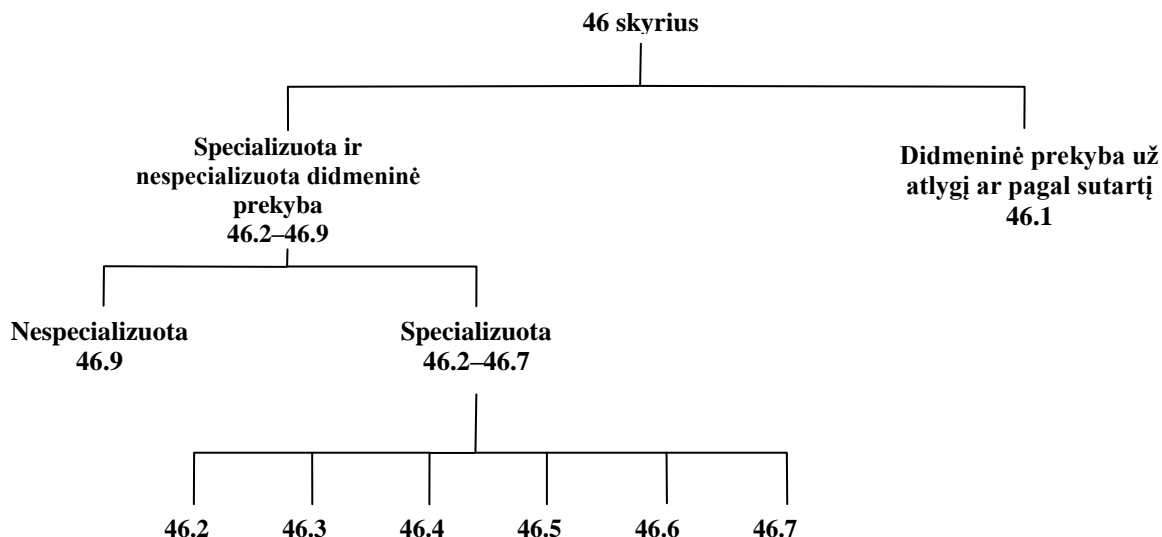 46 skyrius
Specializuota ir
nespecializuota didmeninė
prekyba
46.2–46.9
Didmeninė prekyba už
atlygį ar pagal sutartį
46.1
Nespecializuota
46.9
Specializuota
46.2–46.7
46.2 46.3 46.4 46.5 46.6 46.7